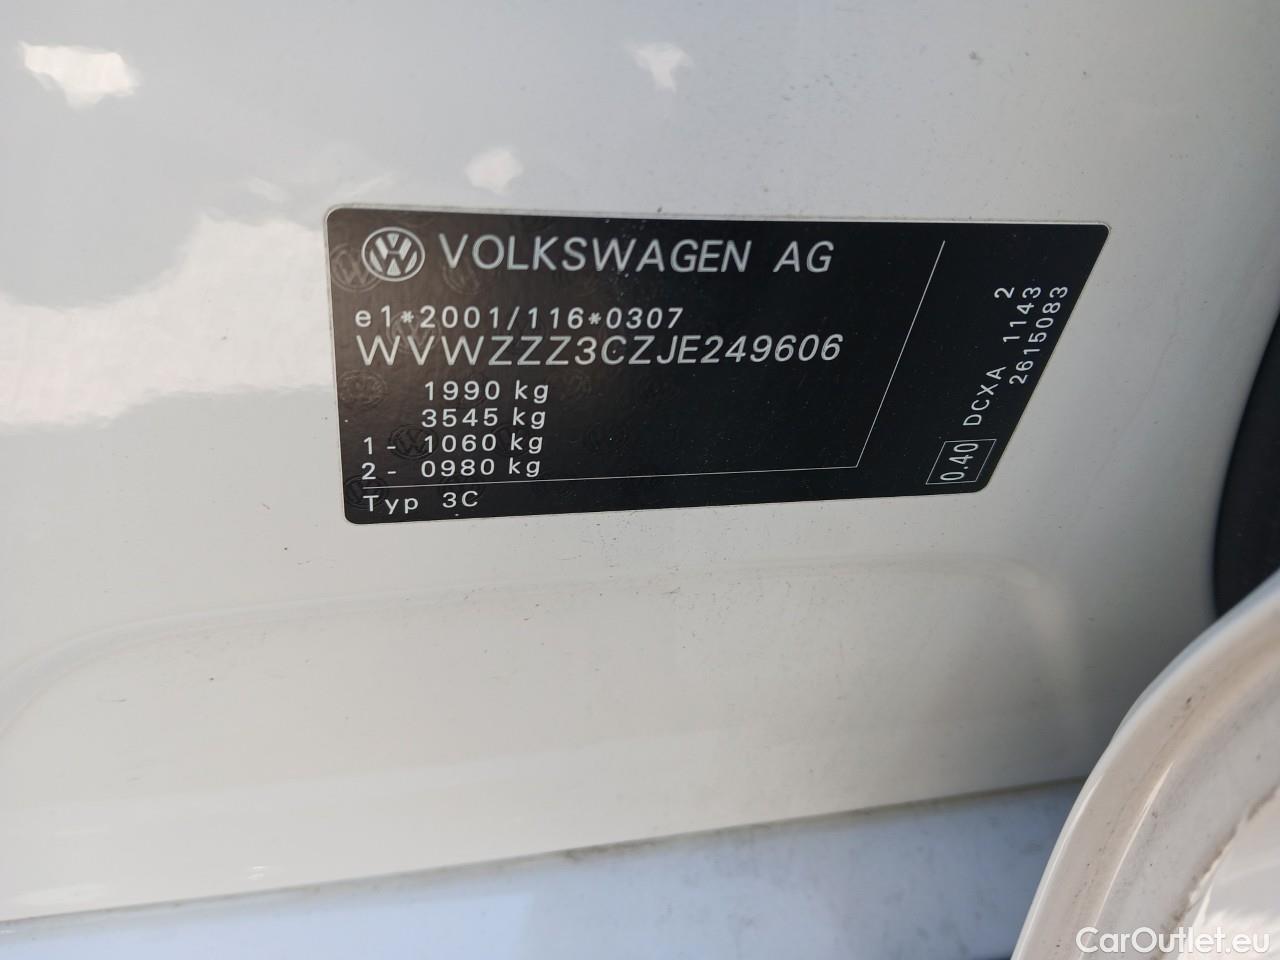 VOLKSWAGEN AG
e1*2001/116*0307
WVWZZZ3CZJE249606
1990 kg
3545 kg
1 - 1060 kg
2 - 0980 kg
Typ 3C
0.40 DCXA 1143 2
2615083
CarOutlet.eu